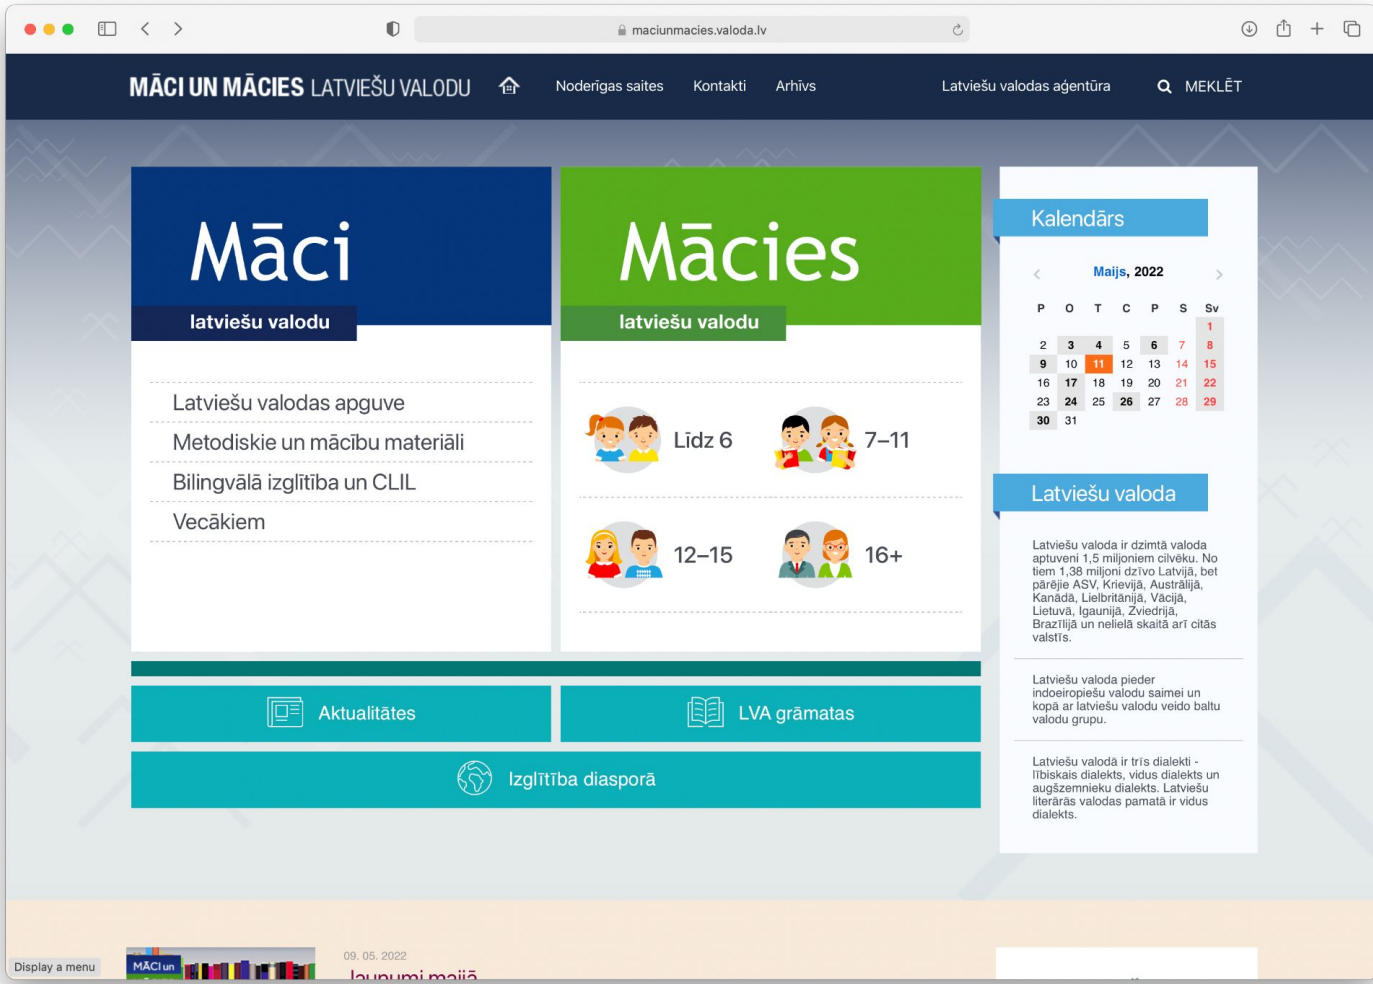 maciunmacies.valoda.lv
MĀCI UN MĀCIES LATVIEŠU VALODU
Noderīgas saites
Kontakti
Arhīvs
Latviešu valodas aģentūra
MEKLĒT
Māci
latviešu valodu
Latviešu valodas apguve
Metodiskie un mācību materiāli
Bilingvālā izglītība un CLIL
Vecākiem
Mācies
latviešu valodu
Līdz 6
7–11
12–15
16+
Aktualitātes
LVA grāmatas
Izglītība diasporā
Kalendārs
Maijs, 2022
P O T C P S Sv
1
2 3 4 5 6 7 8
9 10 11 12 13 14 15
16 17 18 19 20 21 22
23 24 25 26 27 28 29
30 31
Latviešu valoda
Latviešu valoda ir dzimtā valoda
aptuveni 1,5 miljoniem cilvēku. No
tiem 1,38 miljoni dzīvo Latvijā, bet
pārējie ASV, Krievijā, Austrālijā,
Kanādā, Lielbritānijā, Vācijā,
Lietuvā, Igaunijā, Zviedrijā,
Brazīlijā un nelielā skaitā arī citās
valstīs.
Latviešu valoda pieder
indoeiropiešu valodu saimei un
kopā ar latviešu valodu veido baltu
valodu grupu.
Latviešu valodā ir trīs dialekti -
lībiskais dialekts, vidus dialekts un
augšzemnieku dialekts. Latviešu
literārās valodas pamatā ir vidus
dialekts.
Display a menu
MĀCI un
09. 05. 2022
Jaunumi maijā